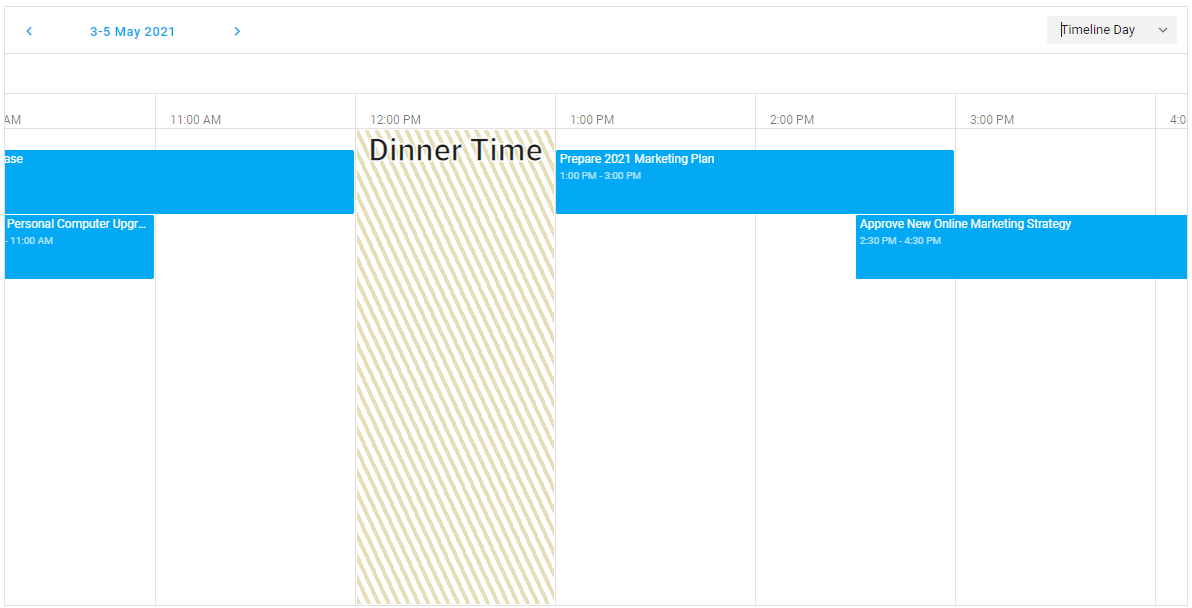 3-5 May 2021
Timeline Day
AM
11:00 AM
12:00 PM
1:00 PM
2:00 PM
3:00 PM
4:0
ase
Dinner Time
Prepare 2021 Marketing Plan
1:00 PM - 3:00 PM
Personal Computer Upgr...
- 11:00 AM
Approve New Online Marketing Strategy
2:30 PM - 4:30 PM